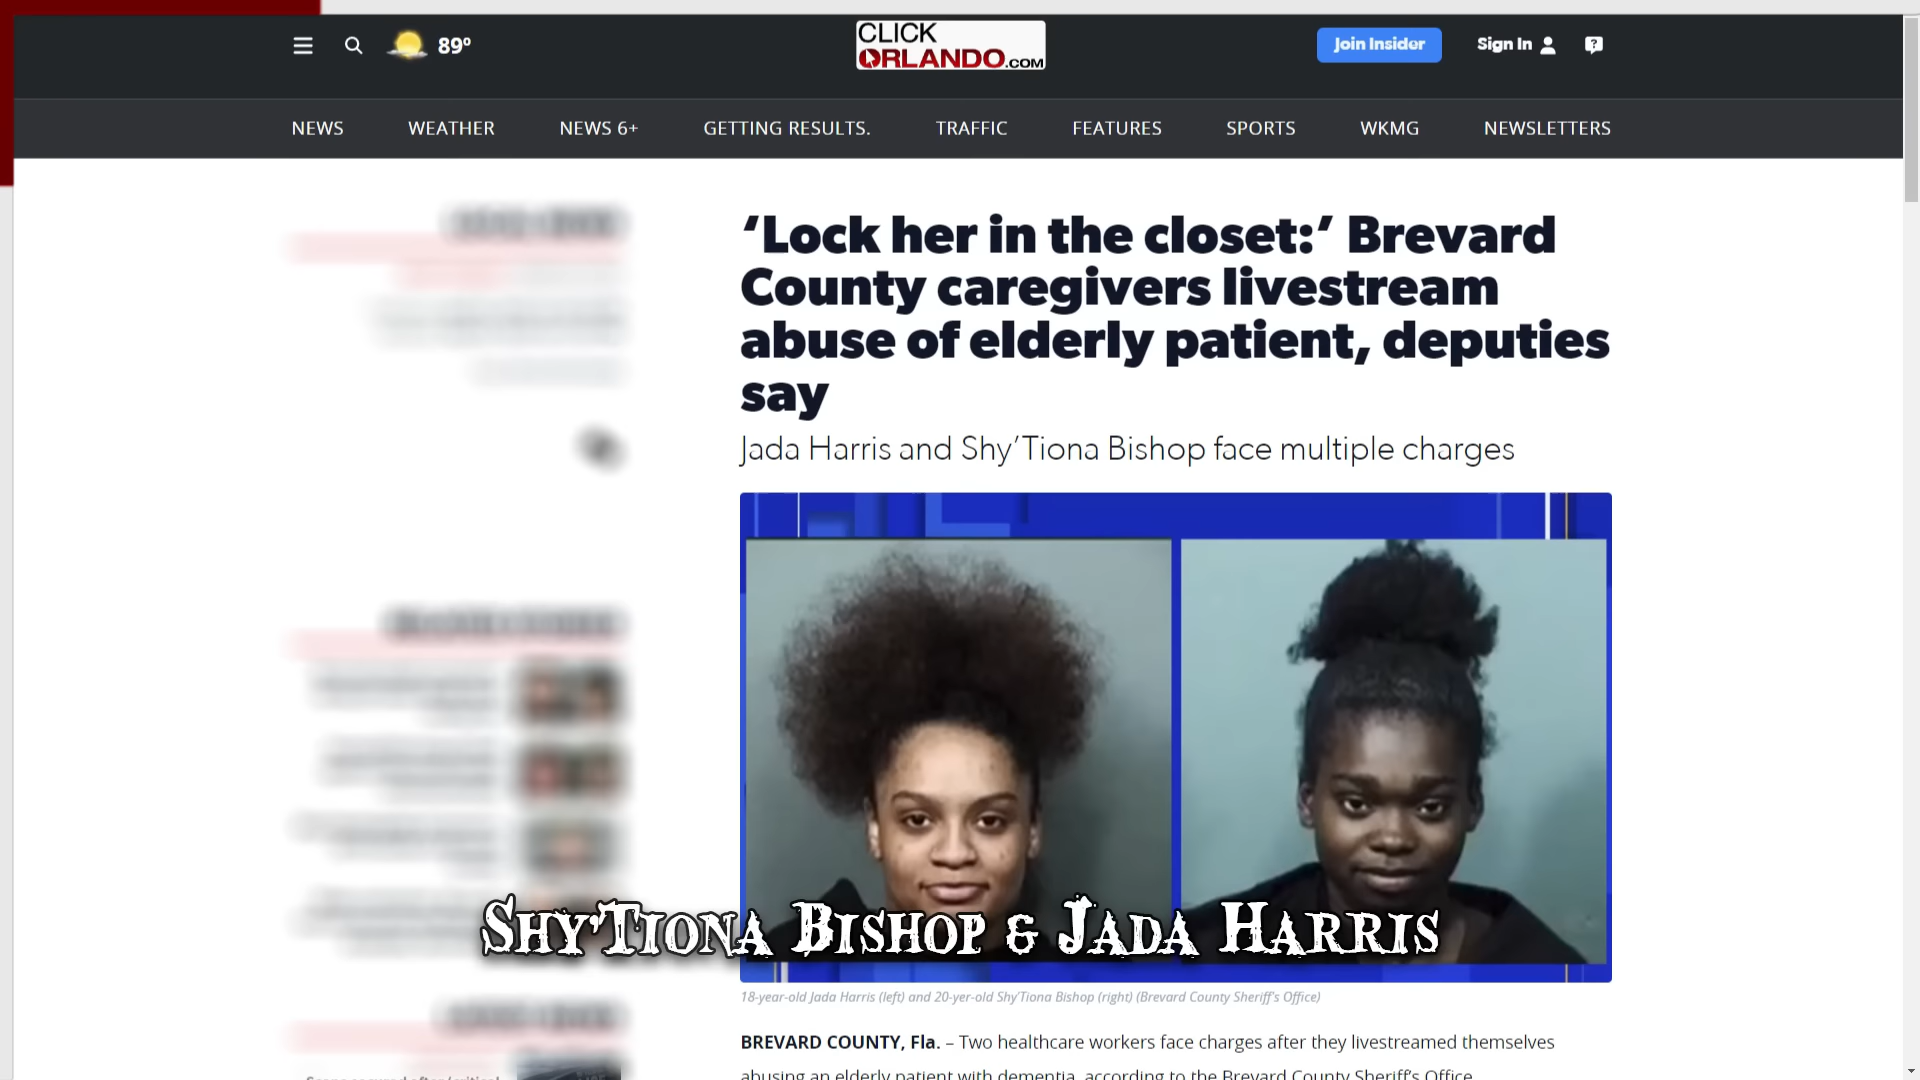 89°
CLICK
ORLANDO.COM
Join Insider
Sign In
NEWS
WEATHER
NEWS 6+
GETTING RESULTS.
TRAFFIC
FEATURES
SPORTS
WKMG
NEWSLETTERS
‘Lock her in the closet:’ Brevard
County caregivers livestream
abuse of elderly patient, deputies
say
Jada Harris and Shy’Tiona Bishop face multiple charges
Shy'Tiona Bishop & Jada Harris
18-year-old Jada Harris (left) and 20-yer-old Shy'Tiona Bishop (right) (Brevard County Sheriff's Office)
BREVARD COUNTY, Fla. – Two healthcare workers face charges after they livestreamed themselves
abusing an elderly patient with dementia, according to the Brevard County Sheriff’s Office.